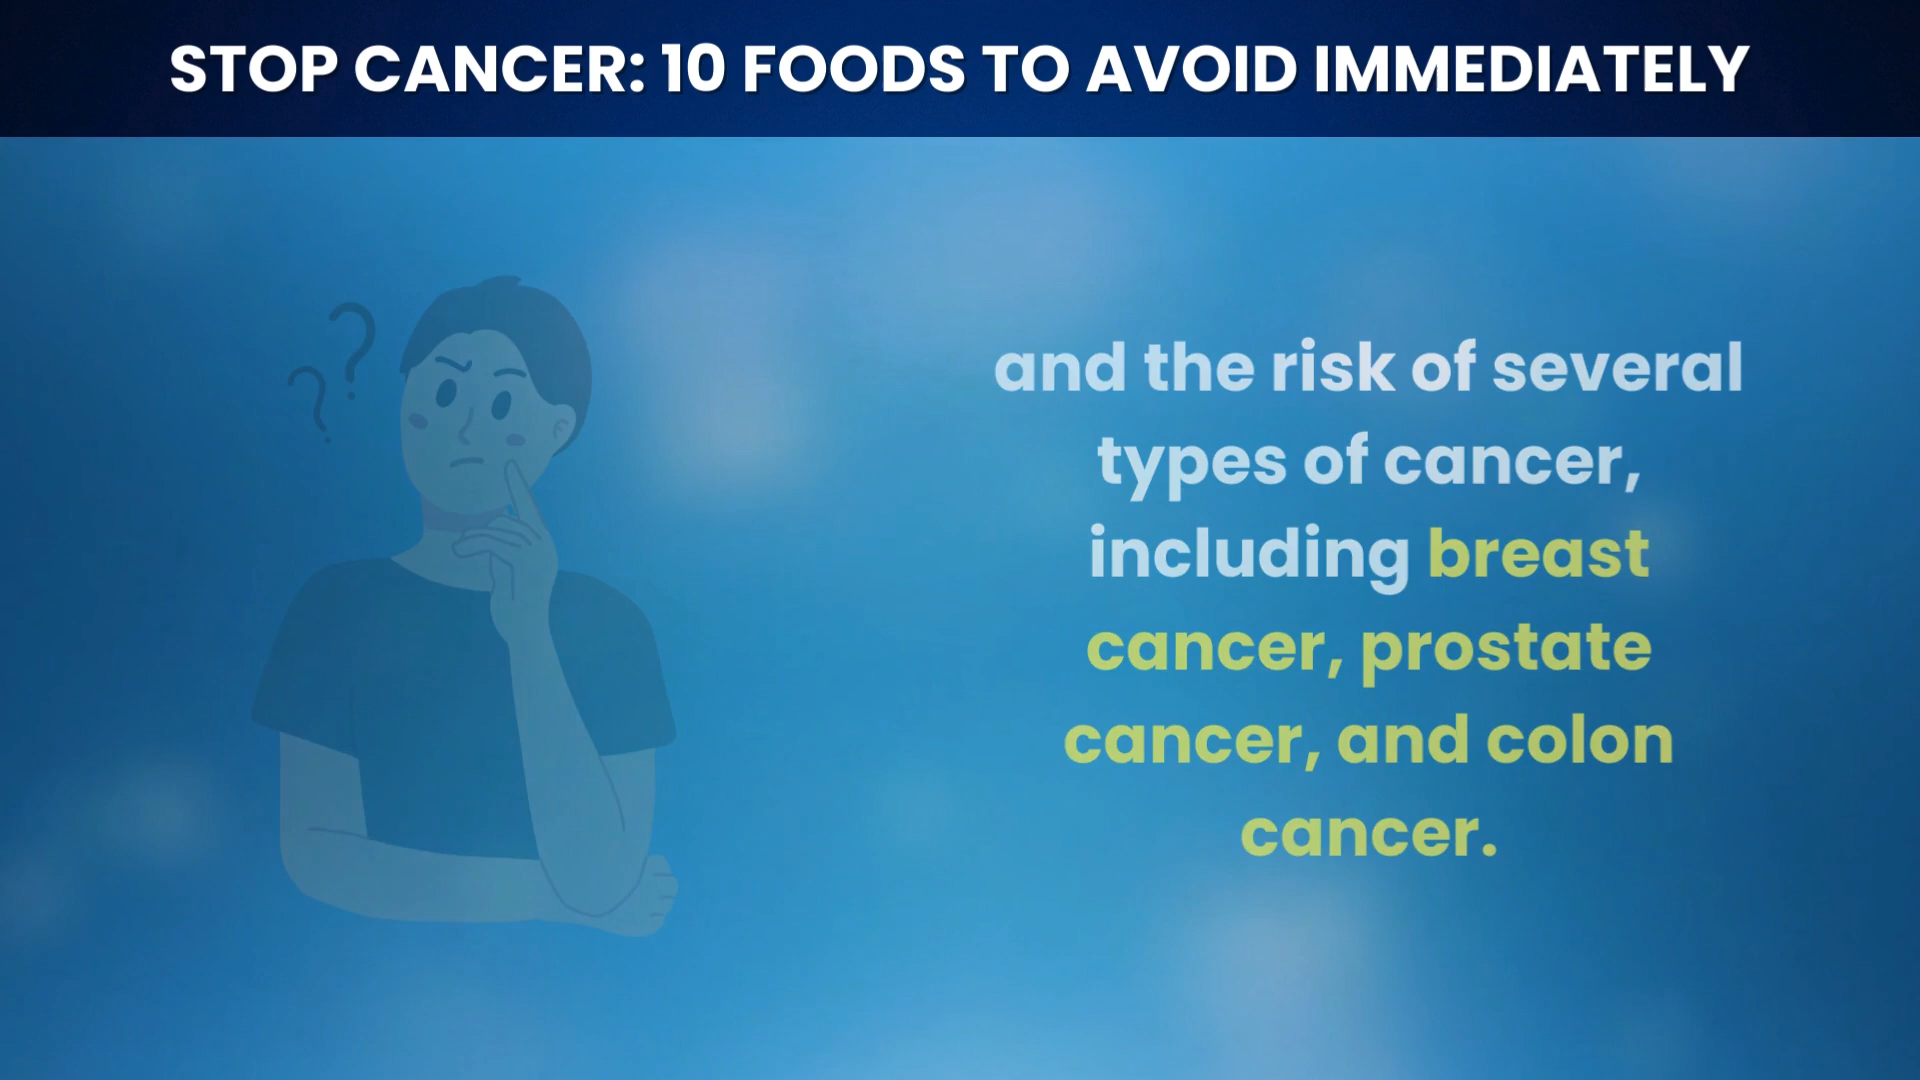 STOP CANCER: 10 FOODS TO AVOID IMMEDIATELY
and the risk of several
types of cancer,
including breast
cancer, prostate
cancer, and colon
cancer.